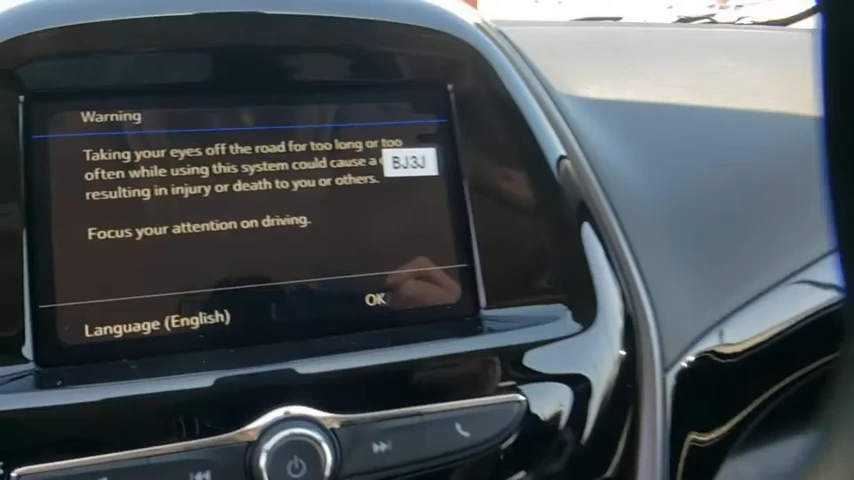 Warning
Taking your eyes off the road for too long or too
often while using this system could cause a
BJ3J
resulting in injury or death to you or others.
Focus your attention on driving.
OK
Language (English)